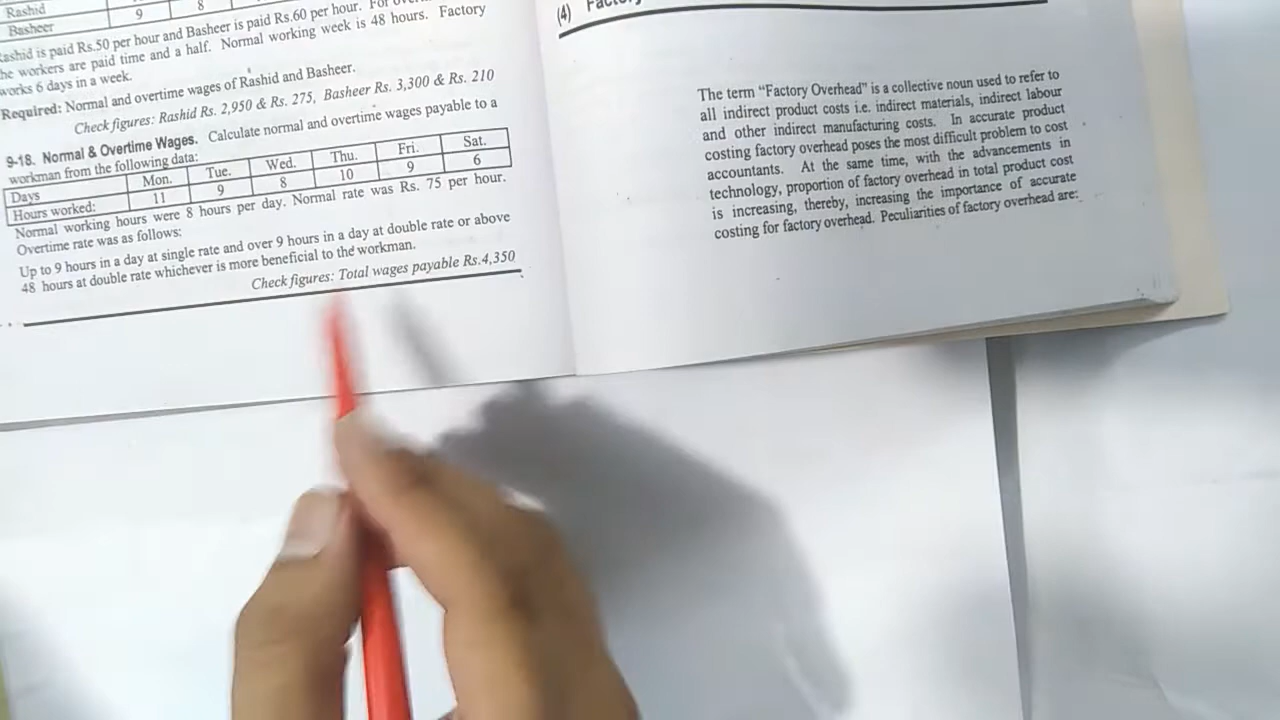 Rashid
9
8
Basheer
Rashid is paid Rs.50 per hour and Basheer is paid Rs.60 per hour. For
the workers are paid time and a half. Normal working week is 48 hours. Factory
works 6 days in a week.
Required: Normal and overtime wages of Rashid and Basheer.
Check figures: Rashid Rs. 2,950 & Rs. 275, Basheer Rs. 3,300 & Rs. 210
9-18. Normal & Overtime Wages. Calculate normal and overtime wages payable to a
workman from the following data:
Days Mon. Tue. Wed. Thu. Fri. Sat.
Hours worked: 11 9 8 10 9 6
Normal working hours were 8 hours per day. Normal rate was Rs. 75 per hour.
Overtime rate was as follows:
Up to 9 hours in a day at single rate and over 9 hours in a day at double rate or above
48 hours at double rate whichever is more beneficial to the workman.
Check figures: Total wages payable Rs.4,350
(4)
The term “Factory Overhead” is a collective noun used to refer to
all indirect product costs i.e. indirect materials, indirect labour
and other indirect manufacturing costs. In accurate product
costing factory overhead poses the most difficult problem to cost
accountants. At the same time, with the advancements in
technology, proportion of factory overhead in total product cost
is increasing, thereby, increasing the importance of accurate
costing for factory overhead. Peculiarities of factory overhead are: